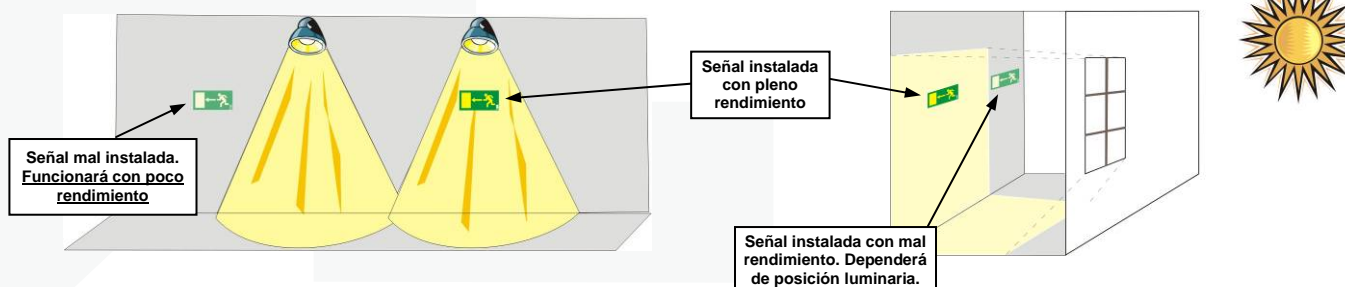 Señal mal instalada.
Funcionará con poco
rendimiento
Señal instalada
con pleno
rendimiento
Señal instalada con mal
rendimiento. Dependerá
de posición luminaria.